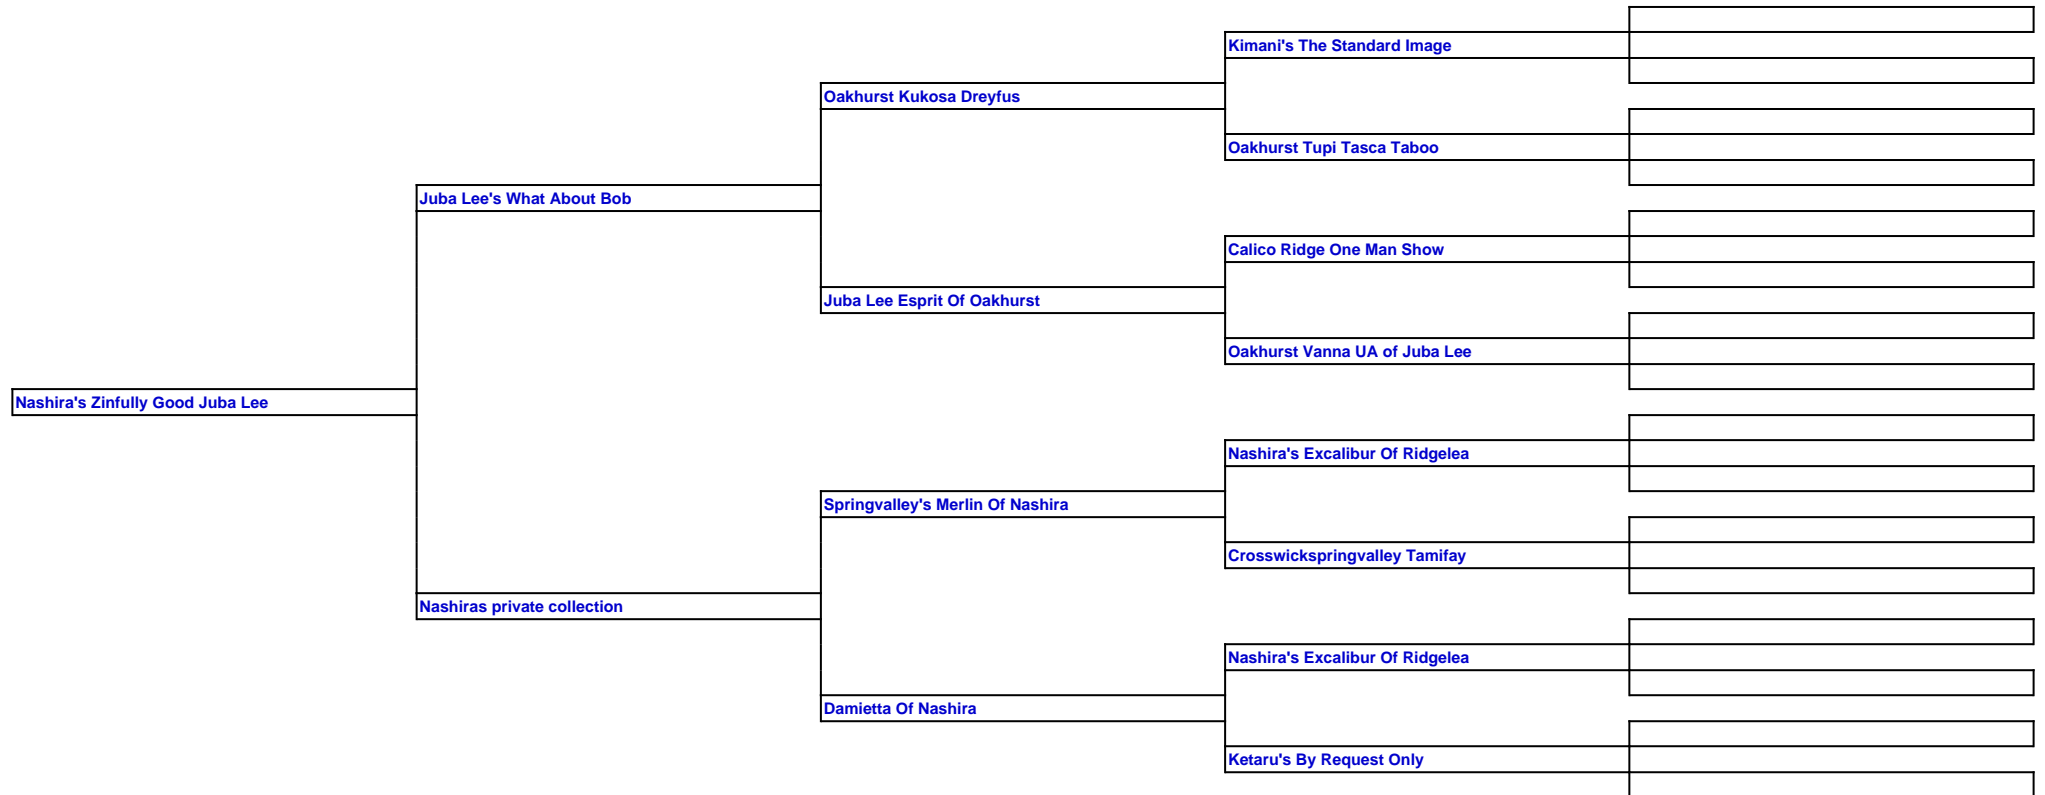 Kimani's The Standard Image
Oakhurst Kukosa Dreyfus
Oakhurst Tupi Tasca Taboo
Juba Lee's What About Bob
Calico Ridge One Man Show
Juba Lee Esprit Of Oakhurst
Oakhurst Vanna UA of Juba Lee
Nashira's Zinfully Good Juba Lee
Nashira's Excalibur Of Ridgelea
Springvalley's Merlin Of Nashira
Crosswickspringvalley Tamifay
Nashiras private collection
Nashira's Excalibur Of Ridgelea
Damietta Of Nashira
Ketaru's By Request Only